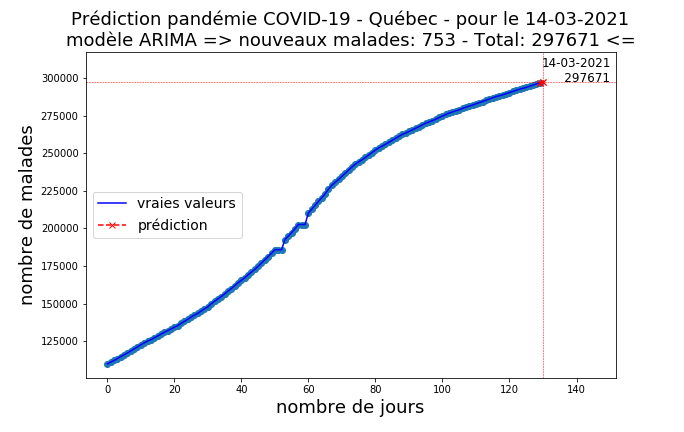 Prédiction pandémie COVID-19 - Québec - pour le 14-03-2021
modèle ARIMA => nouveaux malades: 753 - Total: 297671 <=
14-03-2021
297671
300000
275000
250000
225000
200000
175000
150000
125000
nombre de malades
vraies valeurs
prédiction
0 20 40 60 80 100 120 140
nombre de jours